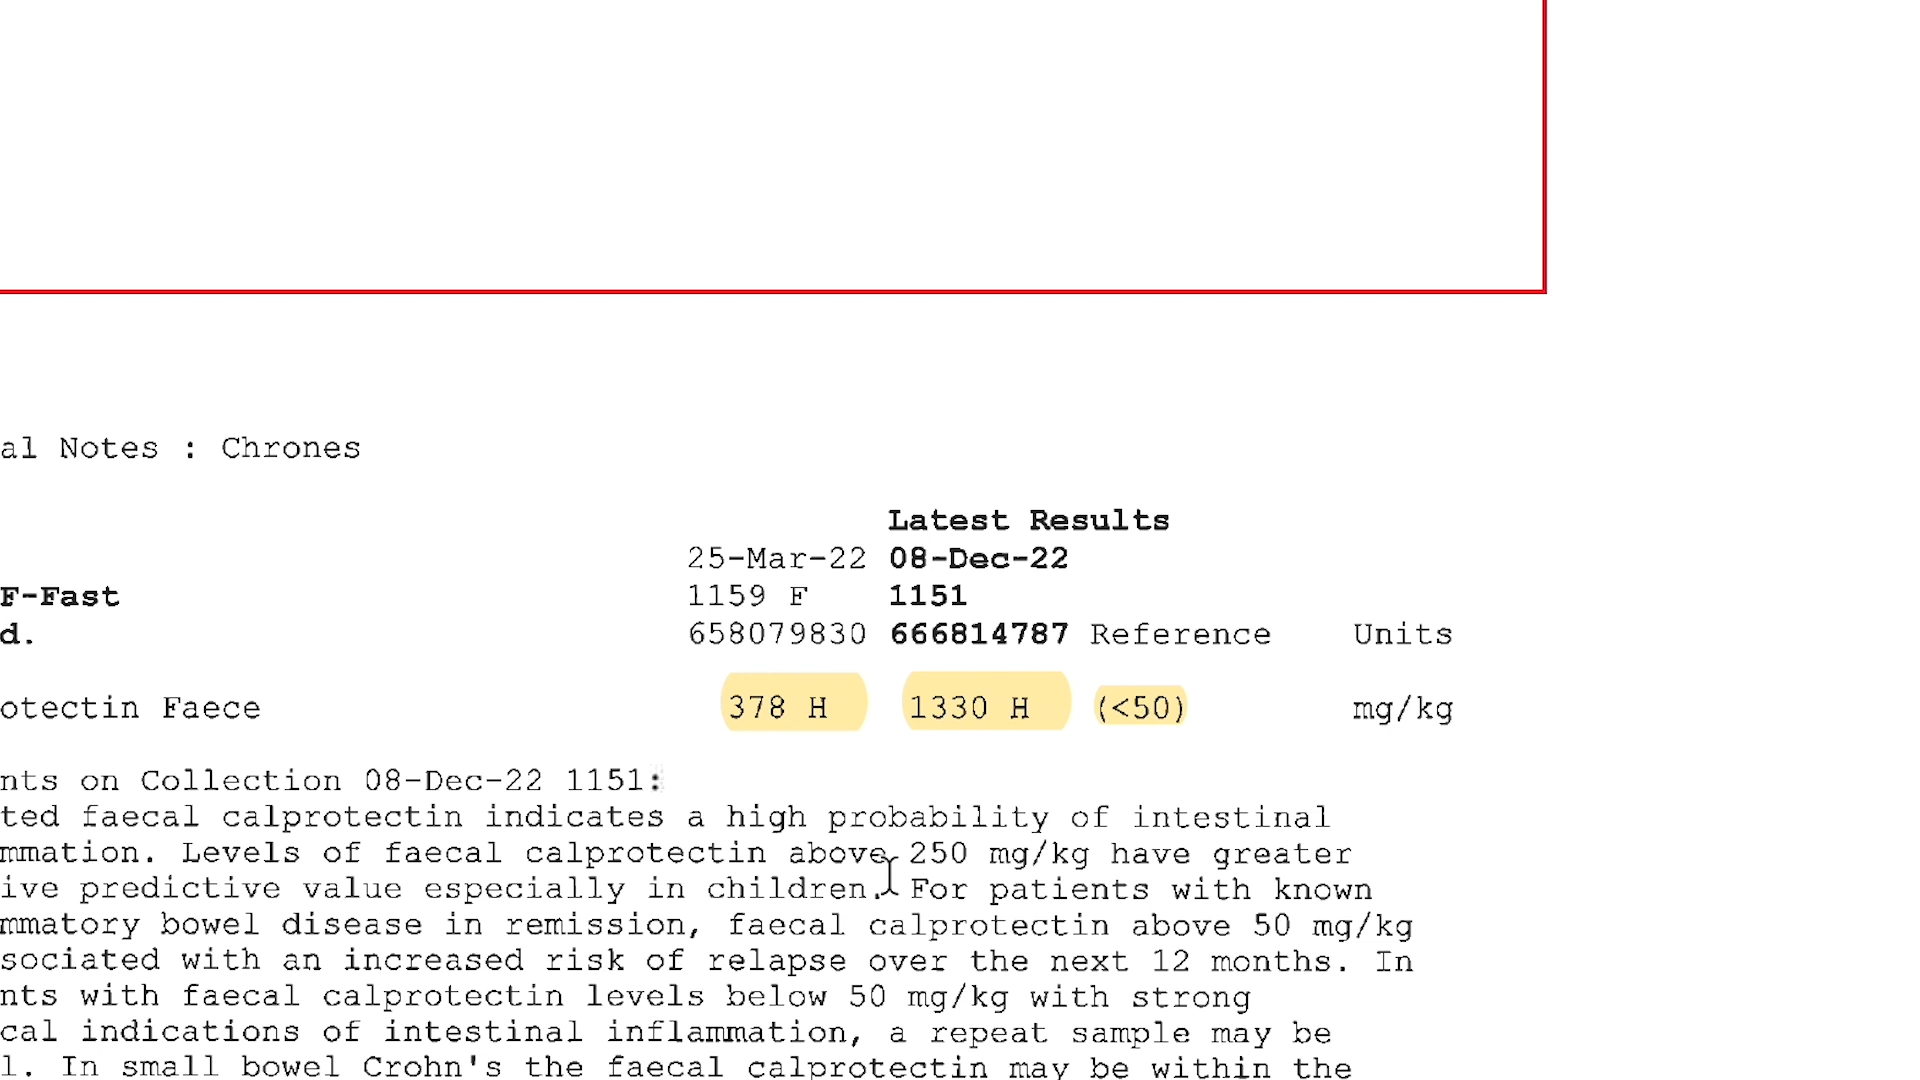 al Notes : Chrones
Latest Results
25-Mar-22 08-Dec-22
F-Fast 1159 F 1151
d. 658079830 666814787 Reference Units
otectin Faece 378 H 1330 H (<50) mg/kg
nts on Collection 08-Dec-22 1151:
ted faecal calprotectin indicates a high probability of intestinal
mmation. Levels of faecal calprotectin above 250 mg/kg have greater
ive predictive value especially in children. For patients with known
mmatory bowel disease in remission, faecal calprotectin above 50 mg/kg
sociated with an increased risk of relapse over the next 12 months. In
nts with faecal calprotectin levels below 50 mg/kg with strong
cal indications of intestinal inflammation, a repeat sample may be
l. In small bowel Crohn's the faecal calprotectin may be within the